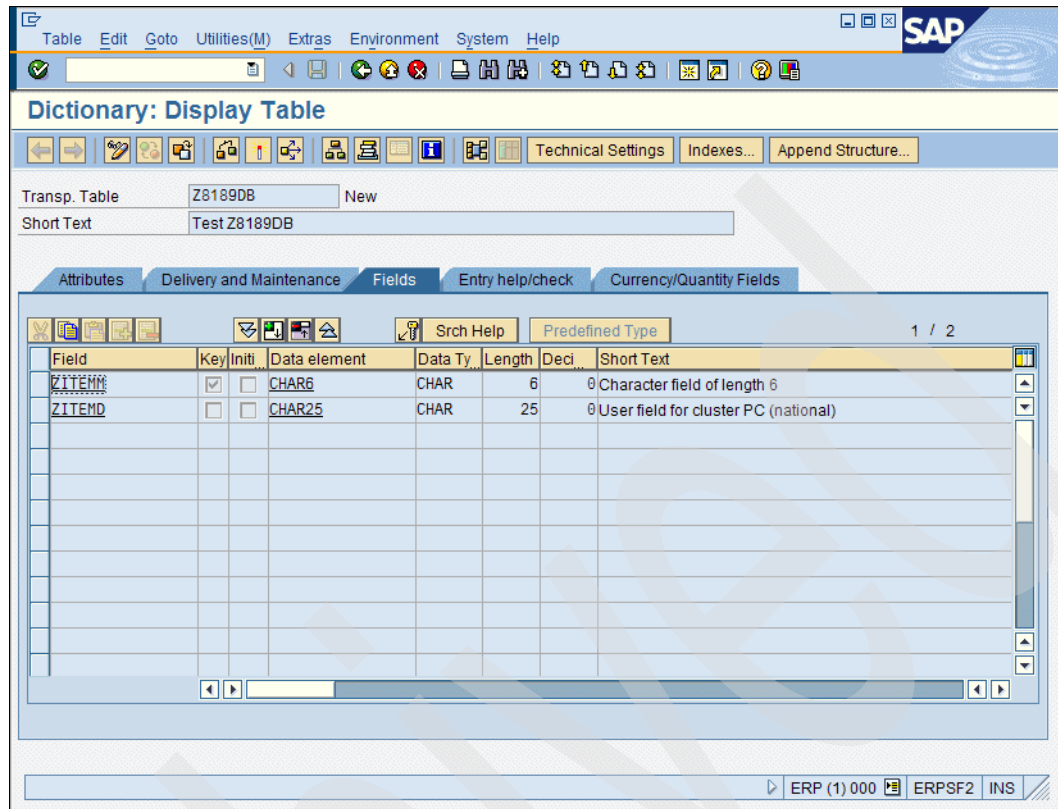 Table Edit Goto Utilities(M) Extras Environment System Help
SAP
Dictionary: Display Table
Technical Settings Indexes... Append Structure...
Transp. Table Z8189DB New
Short Text Test Z8189DB
Attributes Delivery and Maintenance Fields Entry help/check Currency/Quantity Fields
Srch Help Predefined Type 1 / 2
Field Key Initi... Data element Data Ty... Length Deci... Short Text
ZITEMM CHAR6 CHAR 6 0 Character field of length 6
ZITEMD CHAR25 CHAR 25 0 User field for cluster PC (national)
ERP (1) 000 ERPSF2 INS